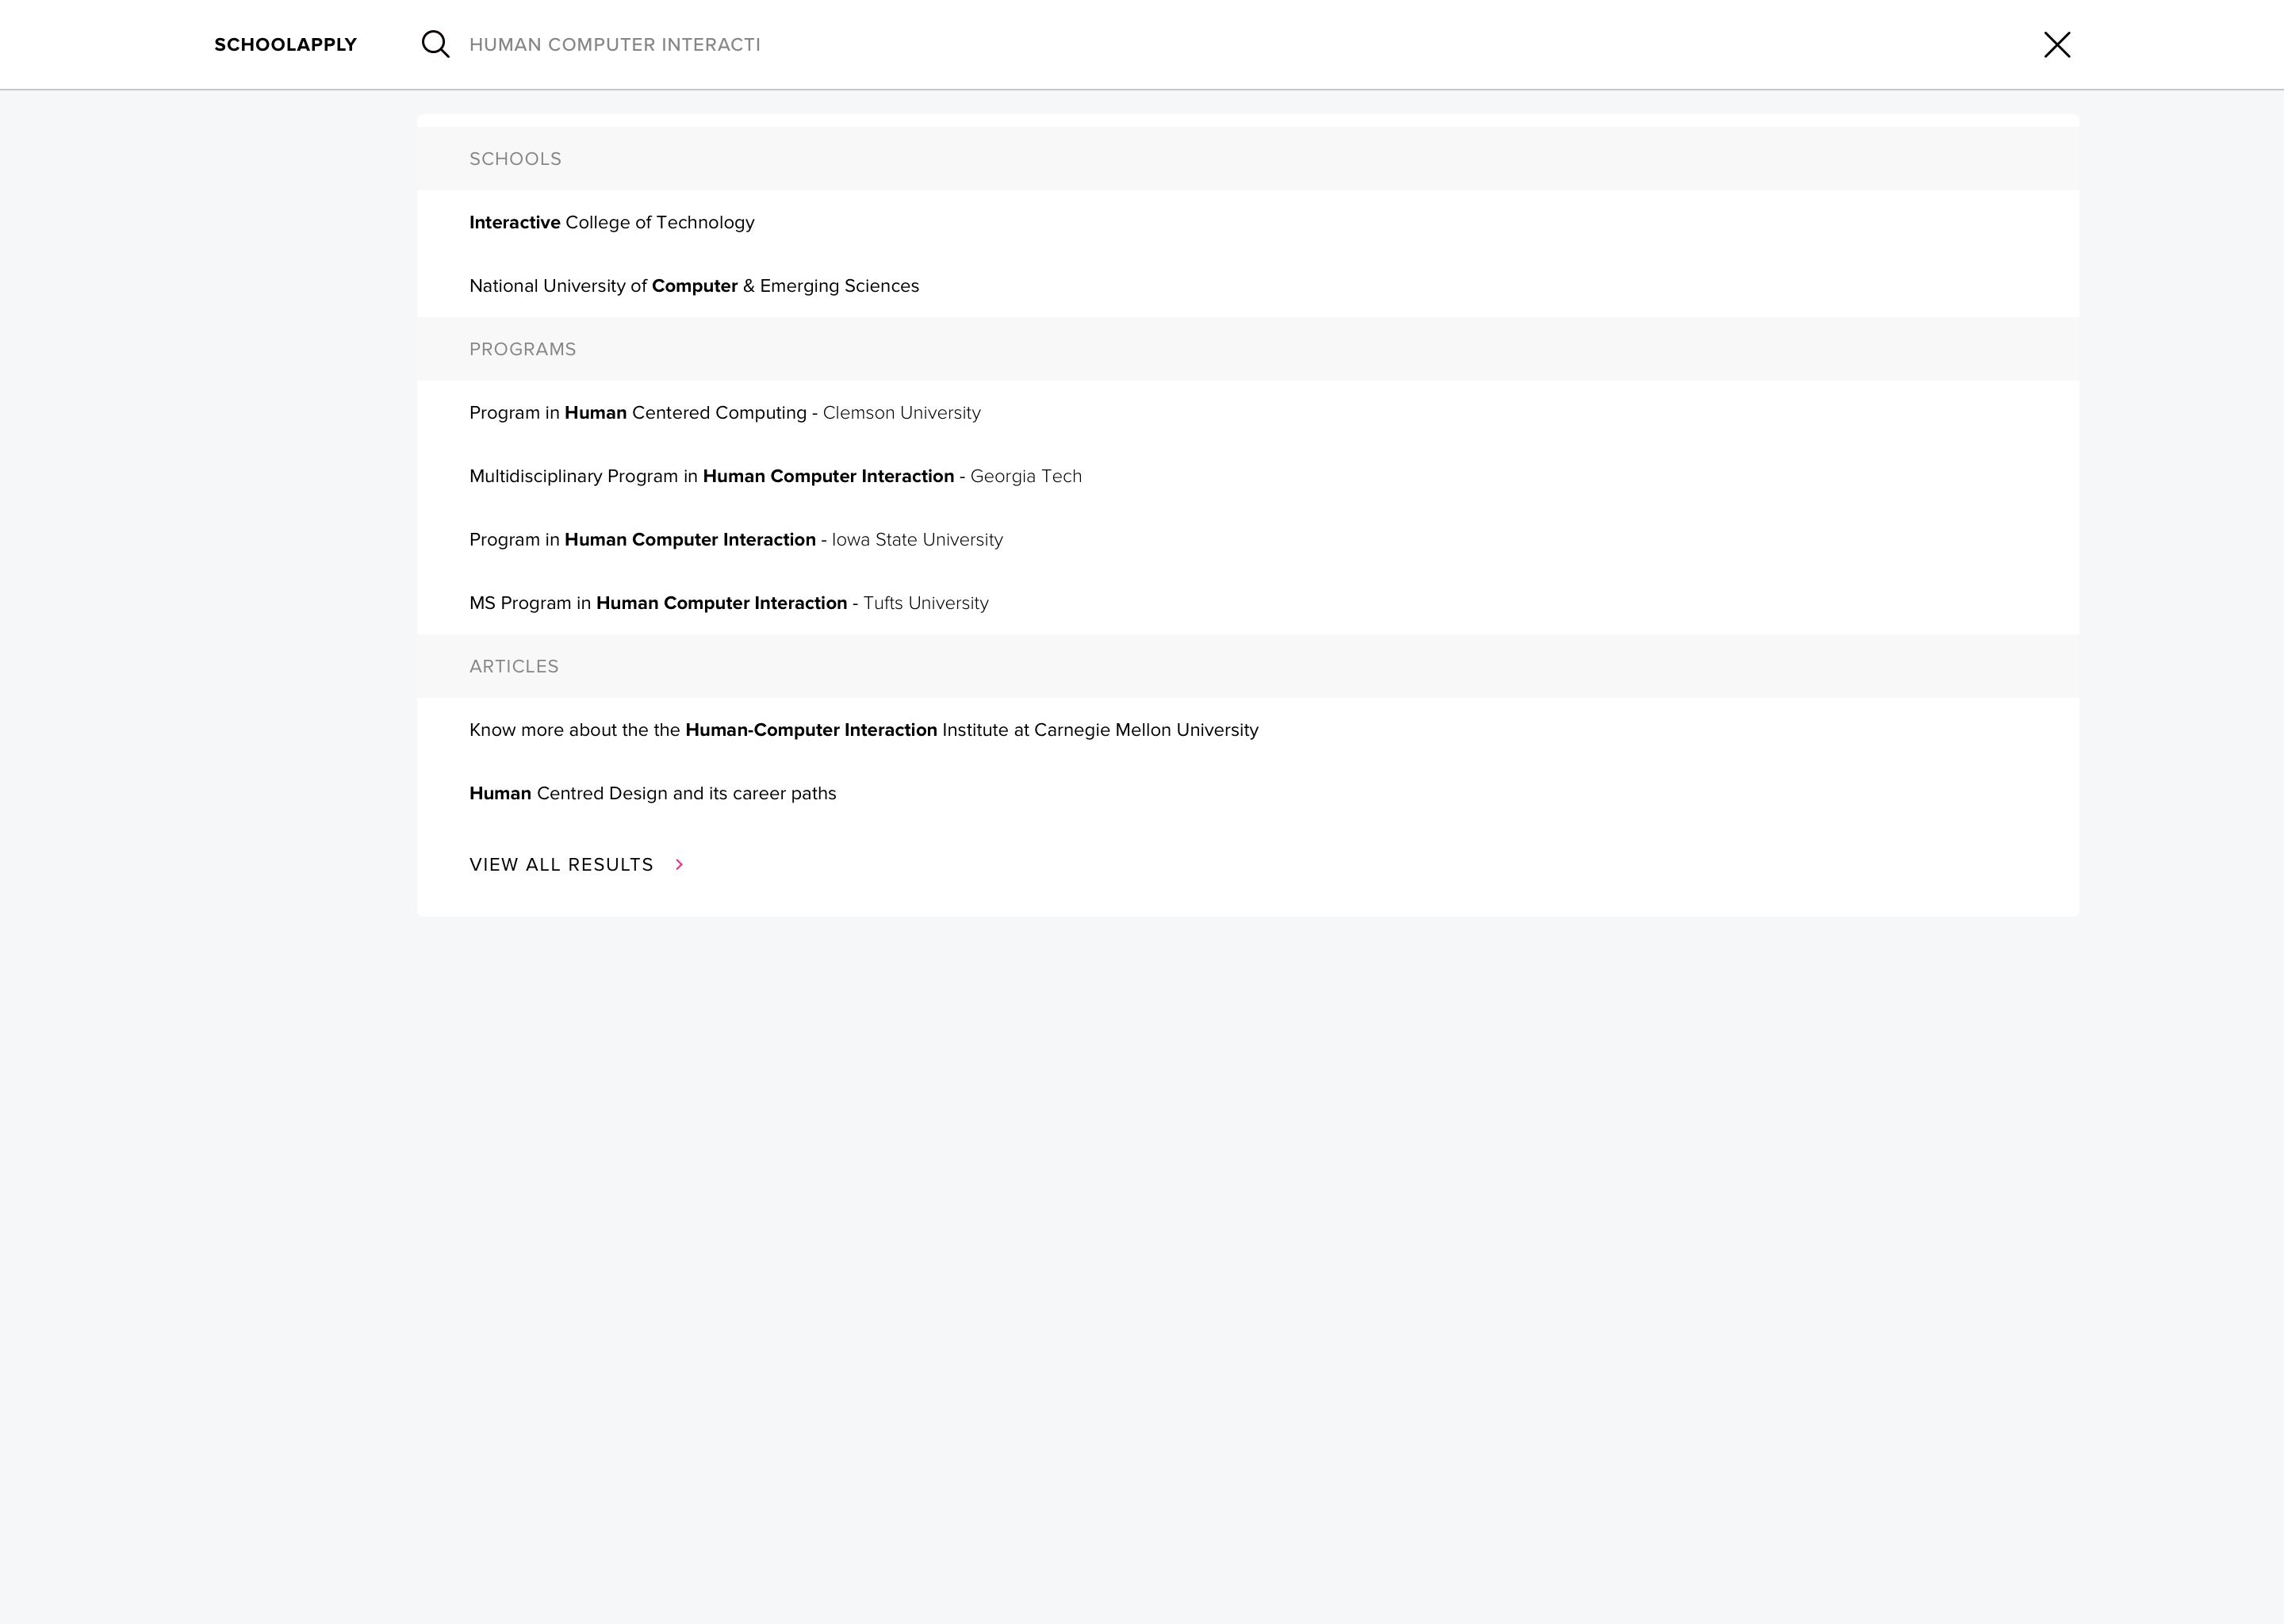 SCHOOLAPPLY
HUMAN COMPUTER INTERACTI
SCHOOLS
Interactive College of Technology
National University of Computer & Emerging Sciences
PROGRAMS
Program in Human Centered Computing - Clemson University
Multidisciplinary Program in Human Computer Interaction - Georgia Tech
Program in Human Computer Interaction - Iowa State University
MS Program in Human Computer Interaction - Tufts University
ARTICLES
Know more about the the Human-Computer Interaction Institute at Carnegie Mellon University
Human Centred Design and its career paths
VIEW ALL RESULTS